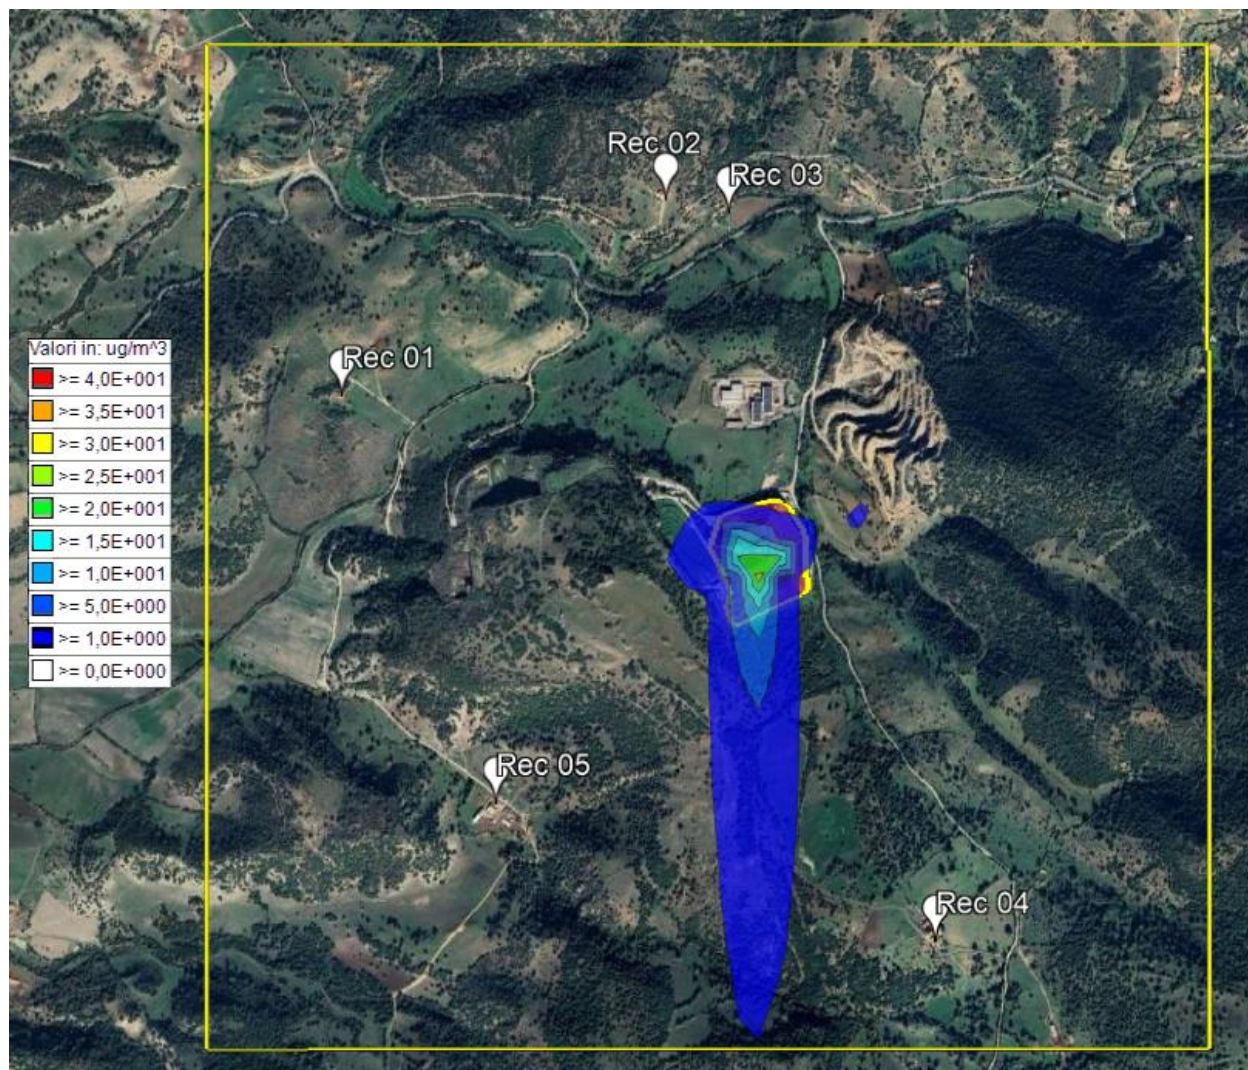 Rec 02
Rec 03
Rec 01
Valori in: ug/m^3
>= 4,0E+001
>= 3,5E+001
>= 3,0E+001
>= 2,5E+001
>= 2,0E+001
>= 1,5E+001
>= 1,0E+001
>= 5,0E+000
>= 1,0E+000
>= 0,0E+000
Rec 05
Rec 04